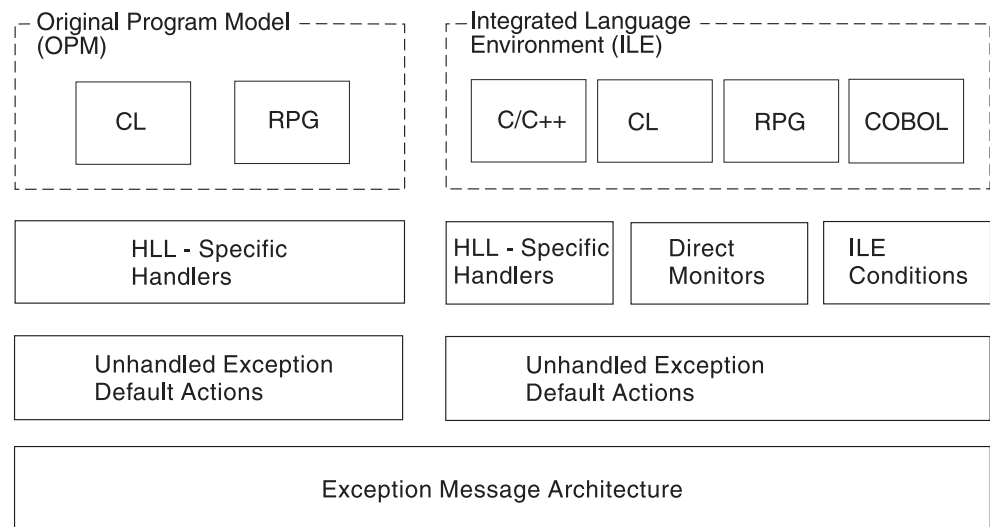 Original Program Model
(OPM)
CL
RPG
Integrated Language
Environment (ILE)
C/C++
CL
RPG
COBOL
HLL - Specific
Handlers
HLL - Specific
Handlers
Direct
Monitors
ILE
Conditions
Unhandled Exception
Default Actions
Unhandled Exception
Default Actions
Exception Message Architecture